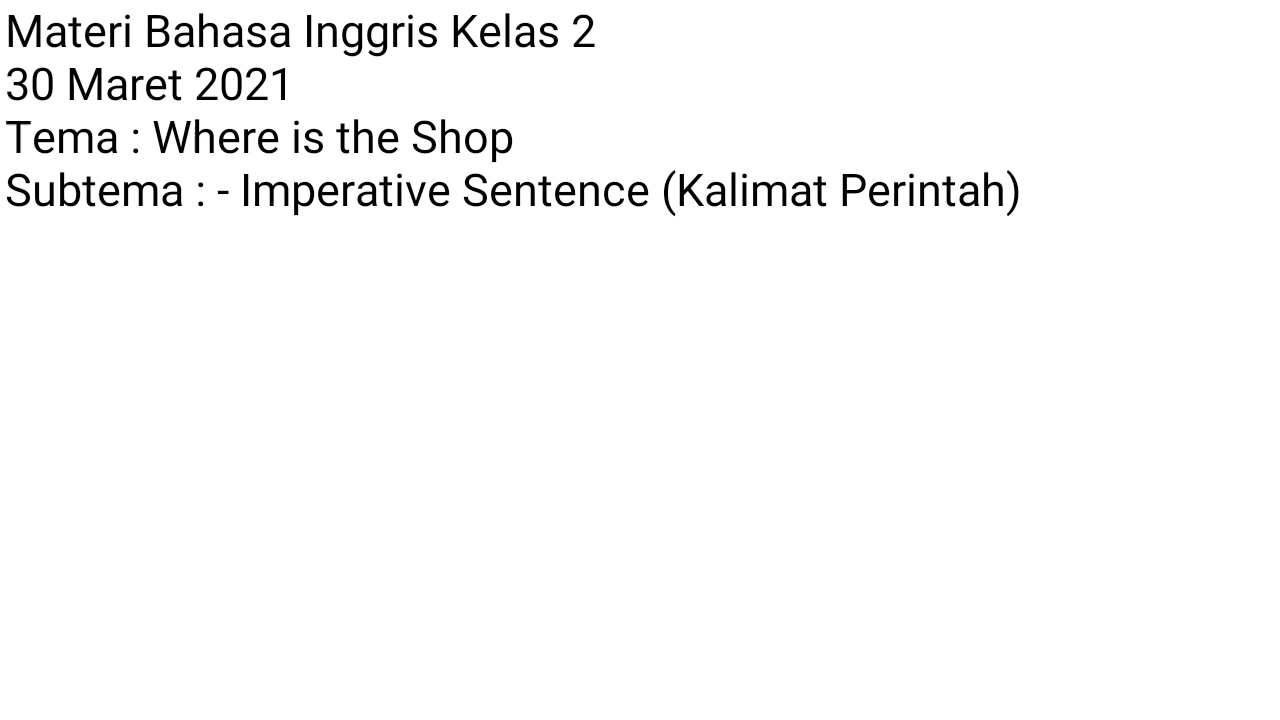 Materi Bahasa Inggris Kelas 2
30 Maret 2021
Tema : Where is the Shop
Subtema : - Imperative Sentence (Kalimat Perintah)